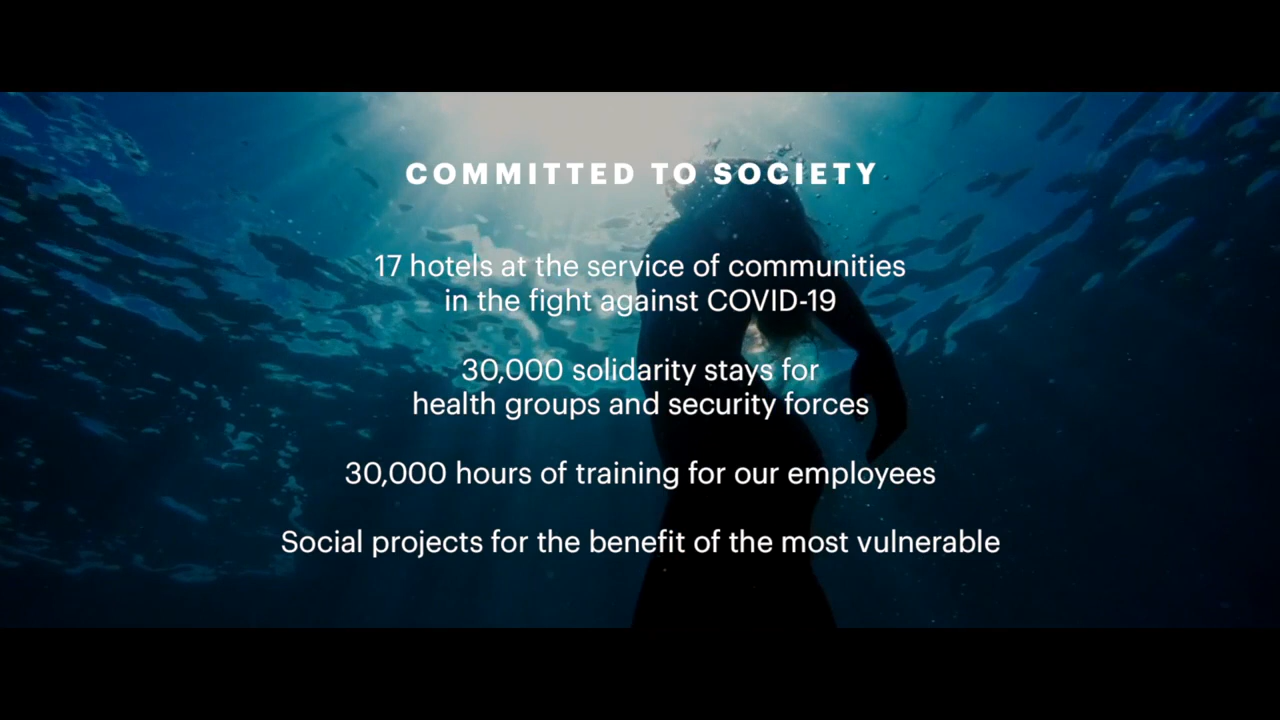 COMMITTED TO SOCIETY
17 hotels at the service of communities
in the fight against COVID-19
30,000 solidarity stays for
health groups and security forces
30,000 hours of training for our employees
Social projects for the benefit of the most vulnerable